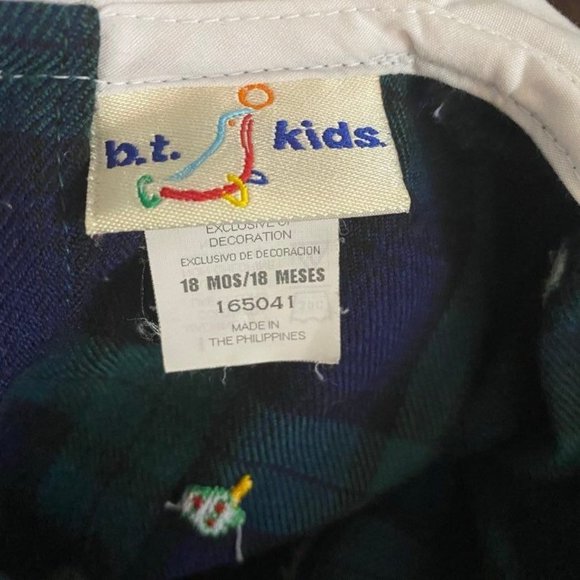 b.t. kids.
EXCLUSIVE OF
DECORATION
EXCLUSIVO DE DECORACION
18 MOS/18 MESES
165041
MADE IN
THE PHILIPPINES